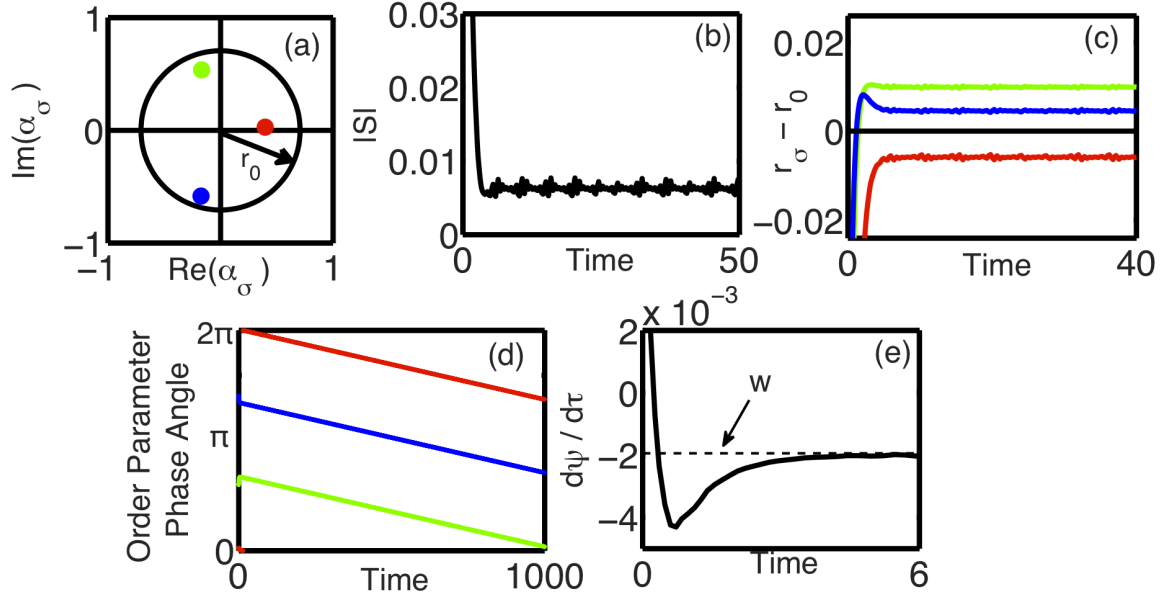 1
(a)
Im(α_σ)
0
r_0
−1
−1
Re(α_σ)
1
0.03
(b)
0.02
|S|
0.01
0
0
Time
50
0.02
(c)
r_σ − r_0
0
−0.02
0
Time
40
2π
(d)
Order Parameter
Phase Angle
π
0
0
Time
1000
x 10^−3
2
(e)
w
0
dψ / dτ
−2
−4
0
Time
6